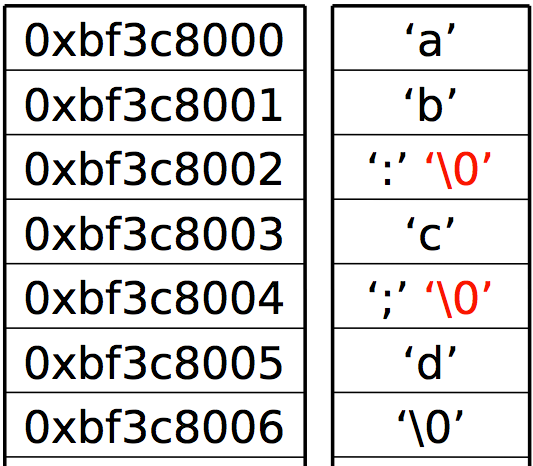 0xbf3c8000 ‘a’
0xbf3c8001 ‘b’
0xbf3c8002 ‘:’ ‘\0’
0xbf3c8003 ‘c’
0xbf3c8004 ‘;’ ‘\0’
0xbf3c8005 ‘d’
0xbf3c8006 ‘\0’